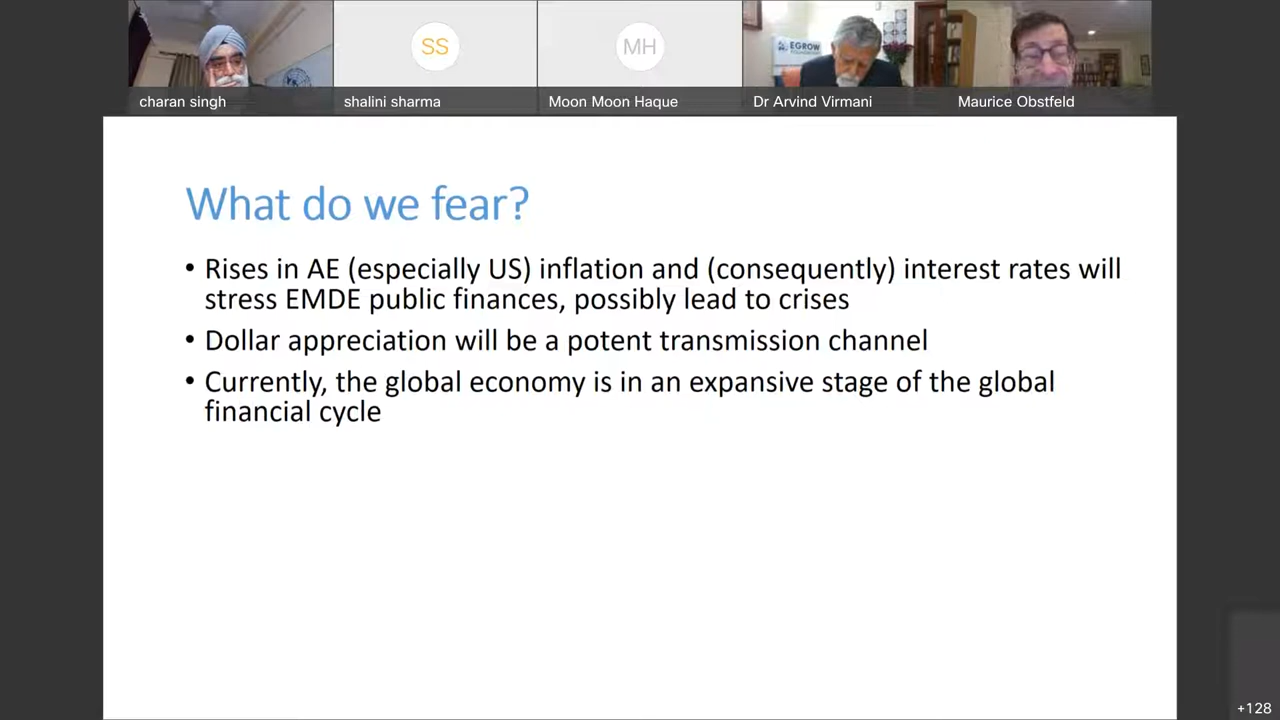 SS
MH
EGROW
charan singh
shalini sharma
Moon Moon Haque
Dr Arvind Virmani
Maurice Obstfeld
What do we fear?
• Rises in AE (especially US) inflation and (consequently) interest rates will
stress EMDE public finances, possibly lead to crises
• Dollar appreciation will be a potent transmission channel
• Currently, the global economy is in an expansive stage of the global
financial cycle
+128